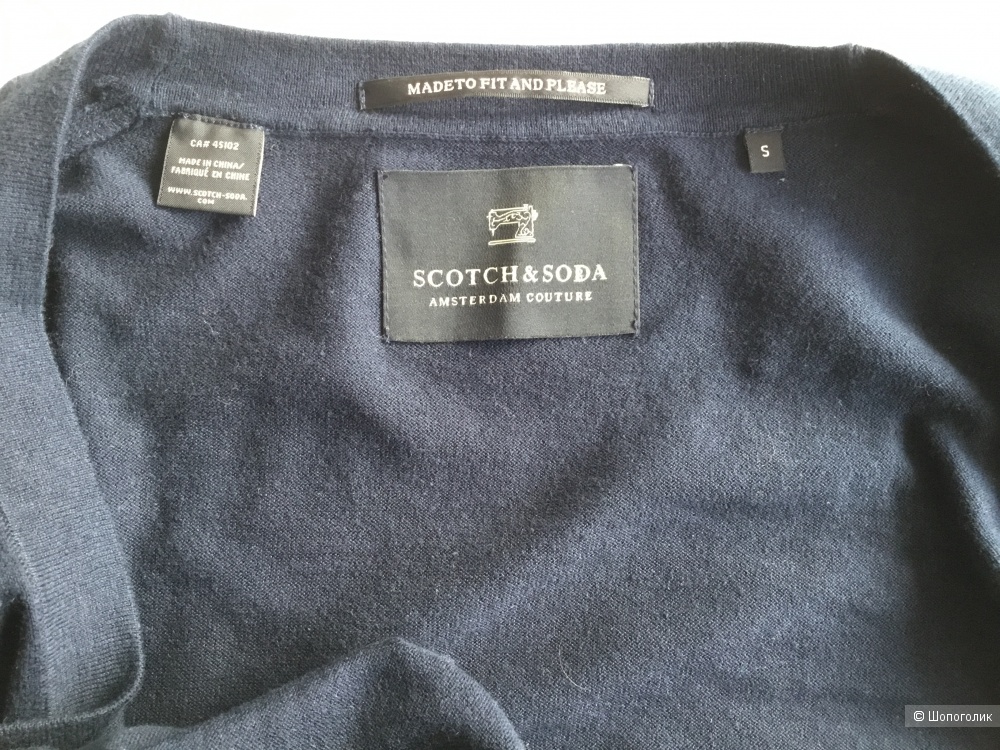 MADE TO FIT AND PLEASE
CA# 45102
MADE IN CHINA/
FABRIQUÉ EN CHINE
WWW.SCOTCH-SODA.
COM
S
SCOTCH & SODA
AMSTERDAM COUTURE
© Шопоголик